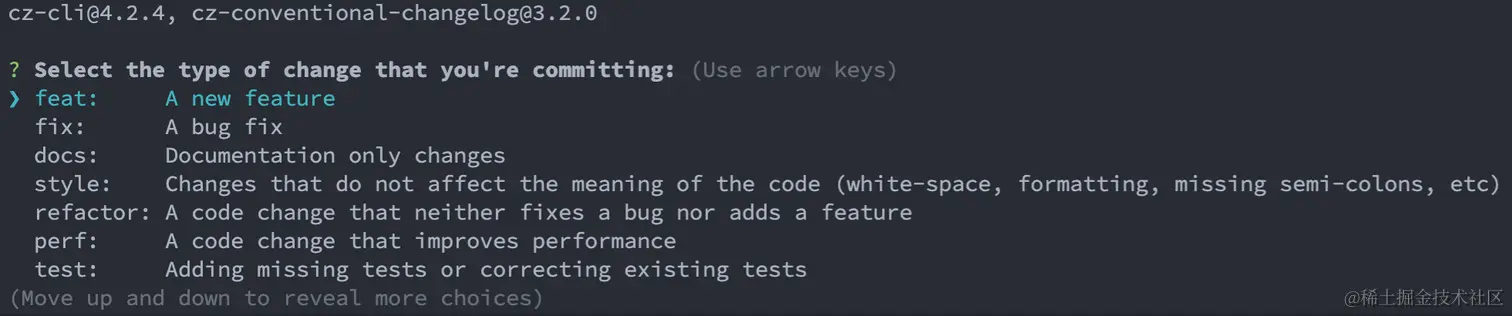 cz-cli@4.2.4, cz-conventional-changelog@3.2.0
? Select the type of change that you're committing: (Use arrow keys)
❯ feat:     A new feature
  fix:      A bug fix
  docs:     Documentation only changes
  style:    Changes that do not affect the meaning of the code (white-space, formatting, missing semi-colons, etc)
  refactor: A code change that neither fixes a bug nor adds a feature
  perf:     A code change that improves performance
  test:     Adding missing tests or correcting existing tests
(Move up and down to reveal more choices)
@稀土掘金技术社区